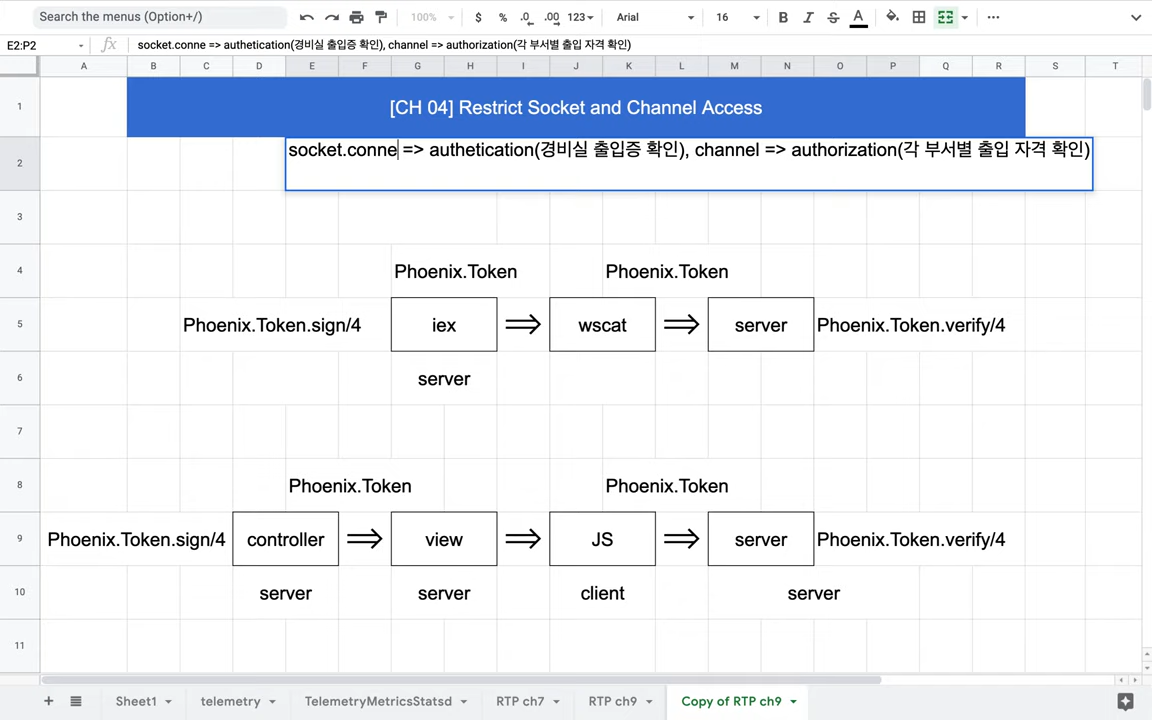 Search the menus (Option+/)
100% $ % .0 .00 123 Arial 16 B I S A
E2:P2 fx socket.conne => authetication(경비실 출입증 확인), channel => authorization(각 부서별 출입 자격 확인)
A B C D E F G H I J K L M N O P Q R S T
1 [CH 04] Restrict Socket and Channel Access
2 socket.conne => authetication(경비실 출입증 확인), channel => authorization(각 부서별 출입 자격 확인)
3
4 Phoenix.Token Phoenix.Token
5 Phoenix.Token.sign/4 iex ⇒ wscat ⇒ server Phoenix.Token.verify/4
6 server
7
8 Phoenix.Token Phoenix.Token
9 Phoenix.Token.sign/4 controller ⇒ view ⇒ JS ⇒ server Phoenix.Token.verify/4
10 server server client server
11
+ Sheet1 telemetry TelemetryMetricsStatsd RTP ch7 RTP ch9 Copy of RTP ch9